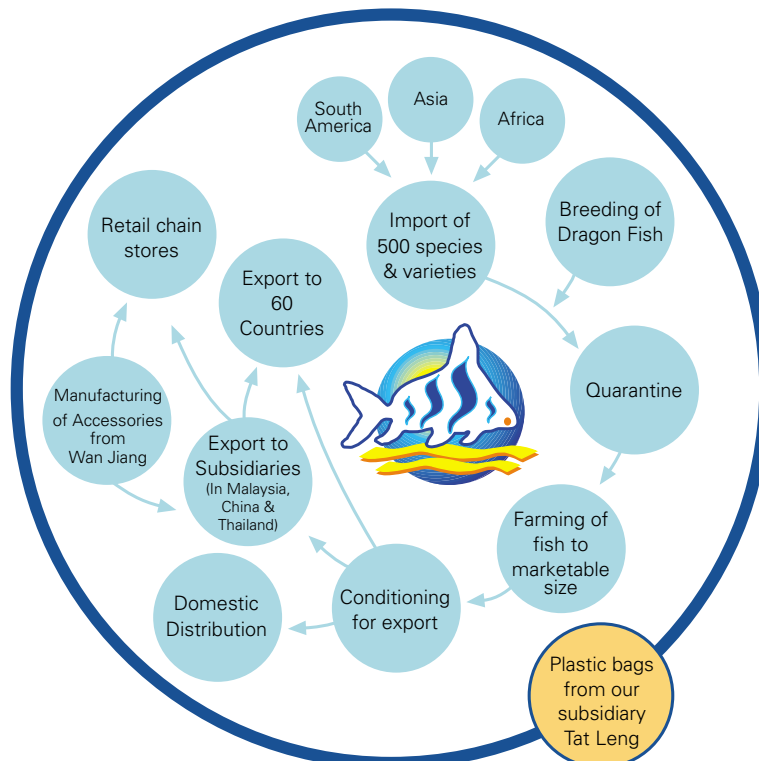 South
America
Asia
Africa
Import of
500 species
& varieties
Breeding of
Dragon Fish
Retail chain
stores
Export to
60
Countries
Quarantine
Manufacturing
of Accessories
from
Wan Jiang
Export to
Subsidiaries
(In Malaysia,
China &
Thailand)
Farming of
fish to
marketable
size
Conditioning
for export
Domestic
Distribution
Plastic bags
from our
subsidiary
Tat Leng